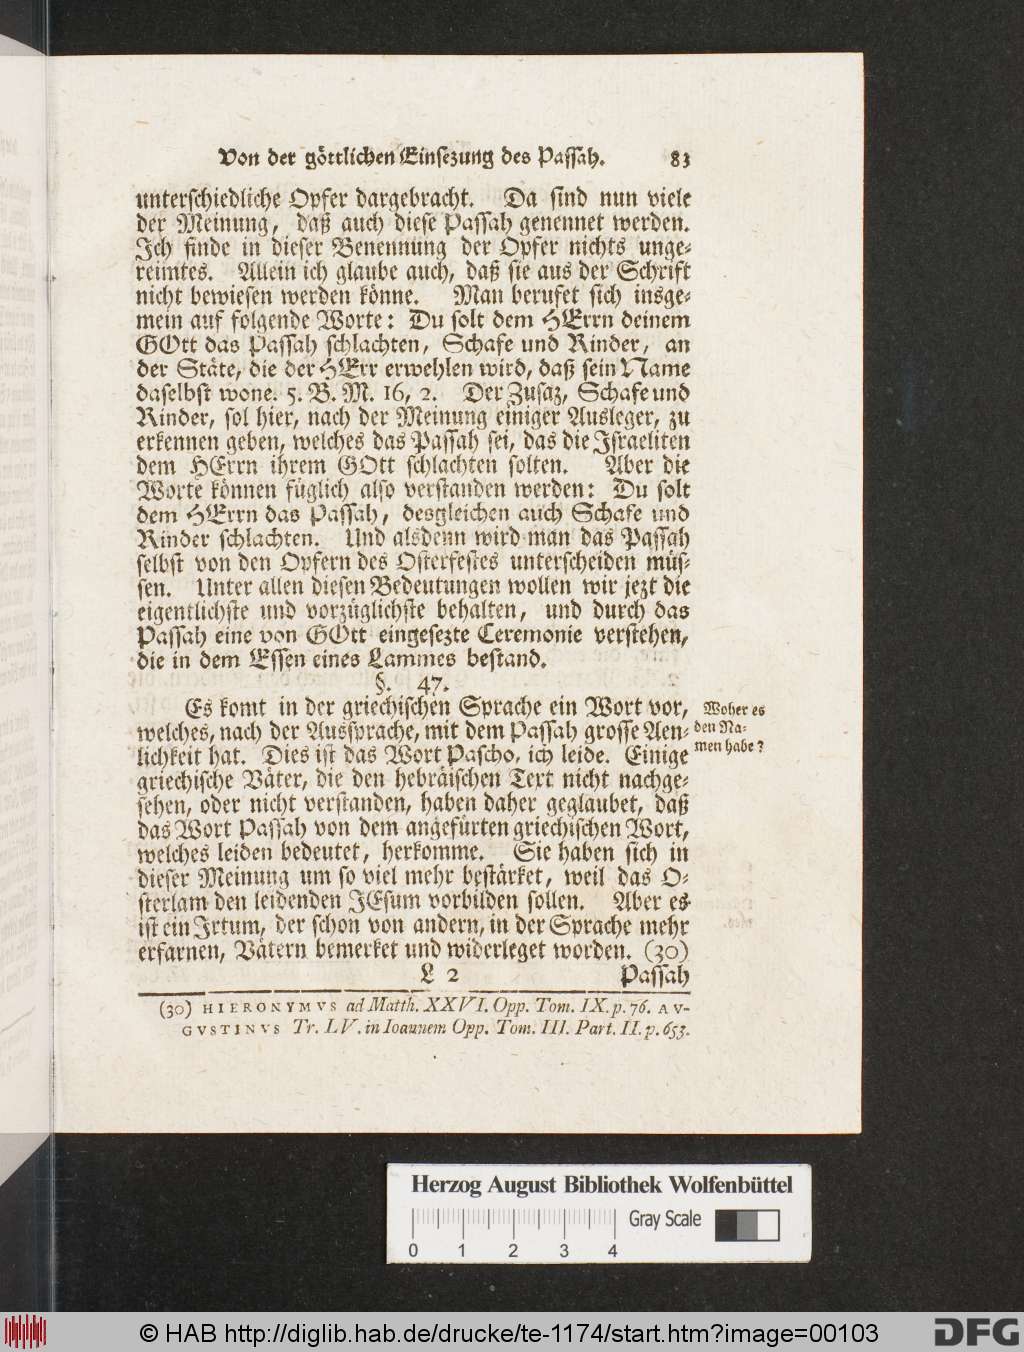 Von der göttlichen Einsezung des Passah. 83
unterschiedliche Opfer dargebracht. Da sind nun viele
der Meinung, daß auch diese Passah genennet werden.
Ich finde in dieser Benennung der Opfer nichts unge-
reimtes. Allein ich glaube auch, daß sie aus der Schrift
nicht bewiesen werden könne. Man berufet sich insge-
mein auf folgende Worte: Du solt dem HErrn deinem
GOtt das Passah schlachten, Schafe und Rinder, an
der Stäte, die der HErr erwehlen wird, daß sein Name
daselbst wone. 5. B. M. 16, 2. Der Zusaz, Schafe und
Rinder, sol hier, nach der Meinung einiger Ausleger, zu
erkennen geben, welches das Passah sei, das die Israeliten
dem HErrn ihrem GOtt schlachten solten. Aber die
Worte können füglich also verstanden werden: Du solt
dem HErrn das Passah, desgleichen auch Schafe und
Rinder schlachten. Und alsdenn wird man das Passah
selbst von den Opfern des Osterfestes unterscheiden müs-
sen. Unter allen diesen Bedeutungen wollen wir jezt die
eigentlichste und vorzüglichste behalten, und durch das
Passah eine von GOtt eingesezte Ceremonie verstehen,
die in dem Essen eines Lammes bestand.
§. 47.
Es komt in der griechischen Sprache ein Wort vor,
welches, nach der Aussprache, mit dem Passah grosse Aen-
lichkeit hat. Dies ist das Wort Pascho, ich leide. Einige
griechische Väter, die den hebräischen Text nicht nachge-
sehen, oder nicht verstanden, haben daher geglaubet, daß
das Wort Passah von dem angefürten griechischen Wort,
welches leiden bedeutet, herkomme. Sie haben sich in
dieser Meinung um so viel mehr bestärket, weil das O-
sterlam den leidenden JEsum vorbilden sollen. Aber es
ist ein Irtum, der schon von andern, in der Sprache mehr
erfarnen, Vätern bemerket und widerleget worden. (30)
Woher es
den Na-
men habe?
L 2 Passah
(30) HIERONYMVS ad Matth. XXVI. Opp. Tom. IX. p. 76. AV-
GVSTINVS Tr. LV. in Ioannem Opp. Tom. III. Part. II. p. 653.
Herzog August Bibliothek Wolfenbüttel
Gray Scale
0 1 2 3 4
© HAB http://diglib.hab.de/drucke/te-1174/start.htm?image=00103
DFG